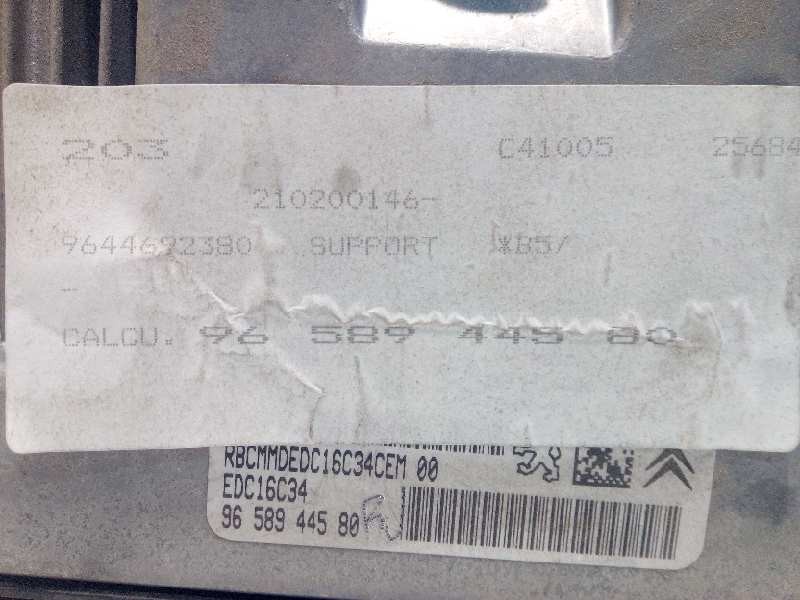 203 C41005 25684
210200146-
9644692380 SUPPORT *B5/
-
CALCU. 96 589 445 80
RBCMMDEDC16C34CEM 00
EDC16C34
96 589 445 80